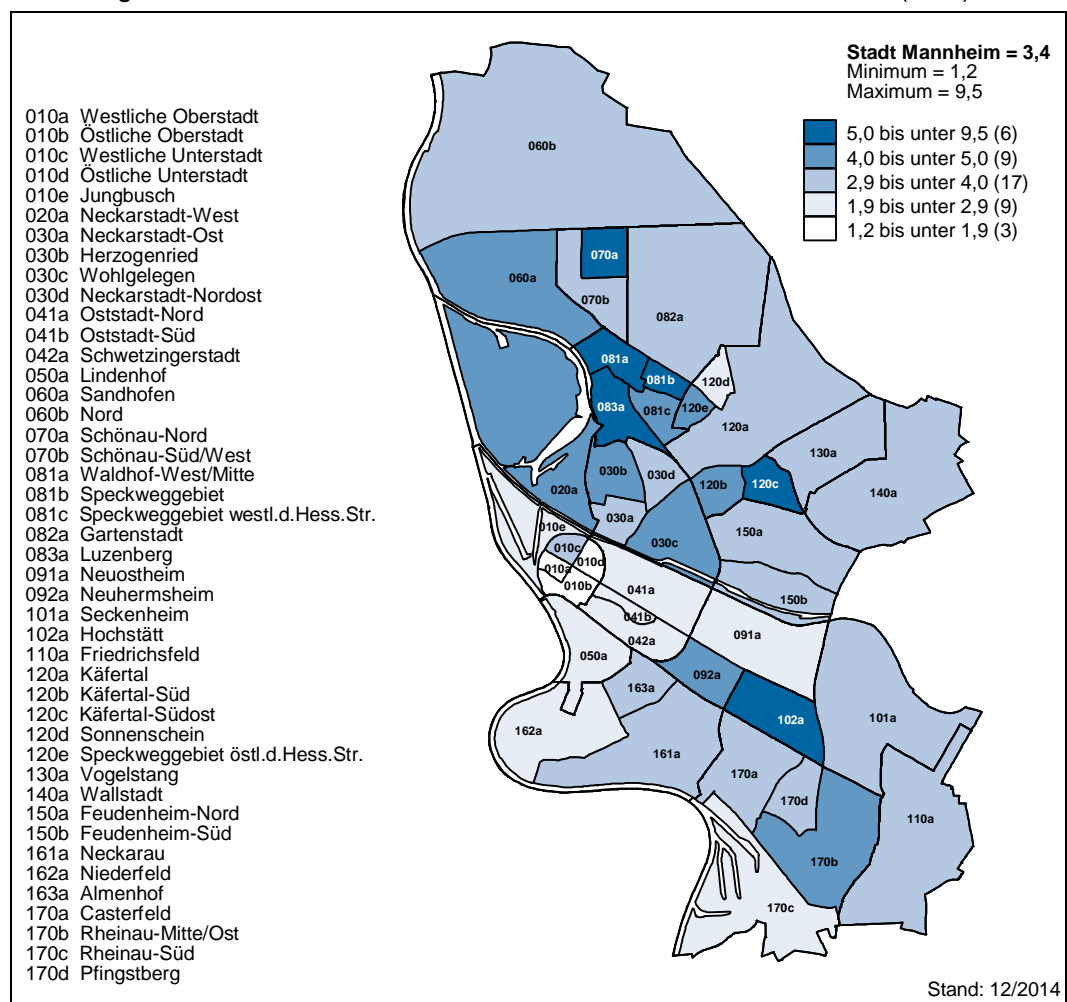 Stadt Mannheim = 3,4
Minimum = 1,2
Maximum = 9,5
5,0 bis unter 9,5 (6)
4,0 bis unter 5,0 (9)
2,9 bis unter 4,0 (17)
1,9 bis unter 2,9 (9)
1,2 bis unter 1,9 (3)
010a Westliche Oberstadt
010b Östliche Oberstadt
010c Westliche Unterstadt
010d Östliche Unterstadt
010e Jungbusch
020a Neckarstadt-West
030a Neckarstadt-Ost
030b Herzogenried
030c Wohlgelegen
030d Neckarstadt-Nordost
041a Oststadt-Nord
041b Oststadt-Süd
042a Schwetzingerstadt
050a Lindenhof
060a Sandhofen
060b Nord
070a Schönau-Nord
070b Schönau-Süd/West
081a Waldhof-West/Mitte
081b Speckweggebiet
081c Speckweggebiet westl.d.Hess.Str.
082a Gartenstadt
083a Luzenberg
091a Neuostheim
092a Neuhermsheim
101a Seckenheim
102a Hochstätt
110a Friedrichsfeld
120a Käfertal
120b Käfertal-Süd
120c Käfertal-Südost
120d Sonnenschein
120e Speckweggebiet östl.d.Hess.Str.
130a Vogelstang
140a Wallstadt
150a Feudenheim-Nord
150b Feudenheim-Süd
161a Neckarau
162a Niederfeld
163a Almenhof
170a Casterfeld
170b Rheinau-Mitte/Ost
170c Rheinau-Süd
170d Pfingstberg
060b
070a
060a
070b
082a
081a
081b
120d
083a
081c
120e
120a
130a
030b
030d
120b
120c
140a
020a
030a
010e
030c
150a
010c
010a
010d
010b
041a
150b
041b
042a
091a
050a
092a
163a
162a
102a
101a
161a
170a
170d
110a
170b
170c
Stand: 12/2014